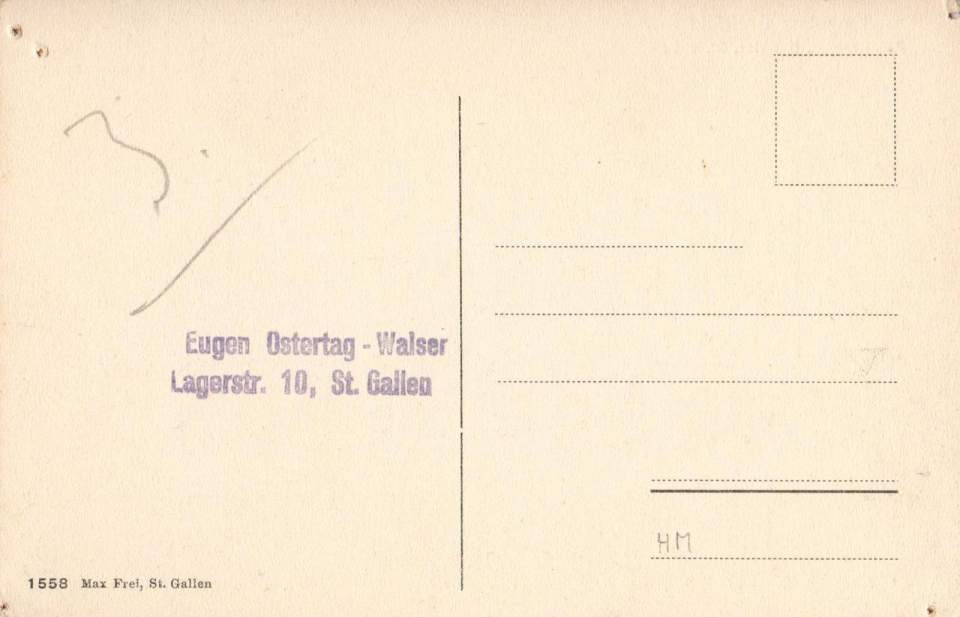 3.
Eugen Ostertag - Walser
Lagerstr. 10, St. Gallen
HM
1558 Max Frei, St. Gallen